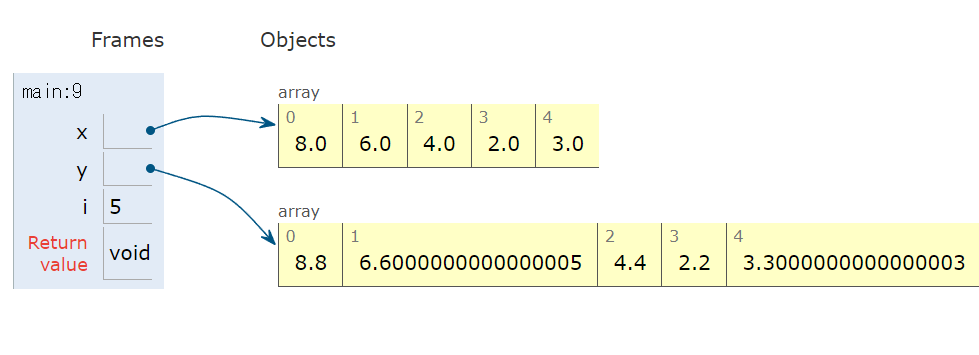 Frames Objects
main:9
x
y
i 5
Return value void
array
0 1 2 3 4
8.0 6.0 4.0 2.0 3.0
array
0 1 2 3 4
8.8 6.6000000000000005 4.4 2.2 3.3000000000000003